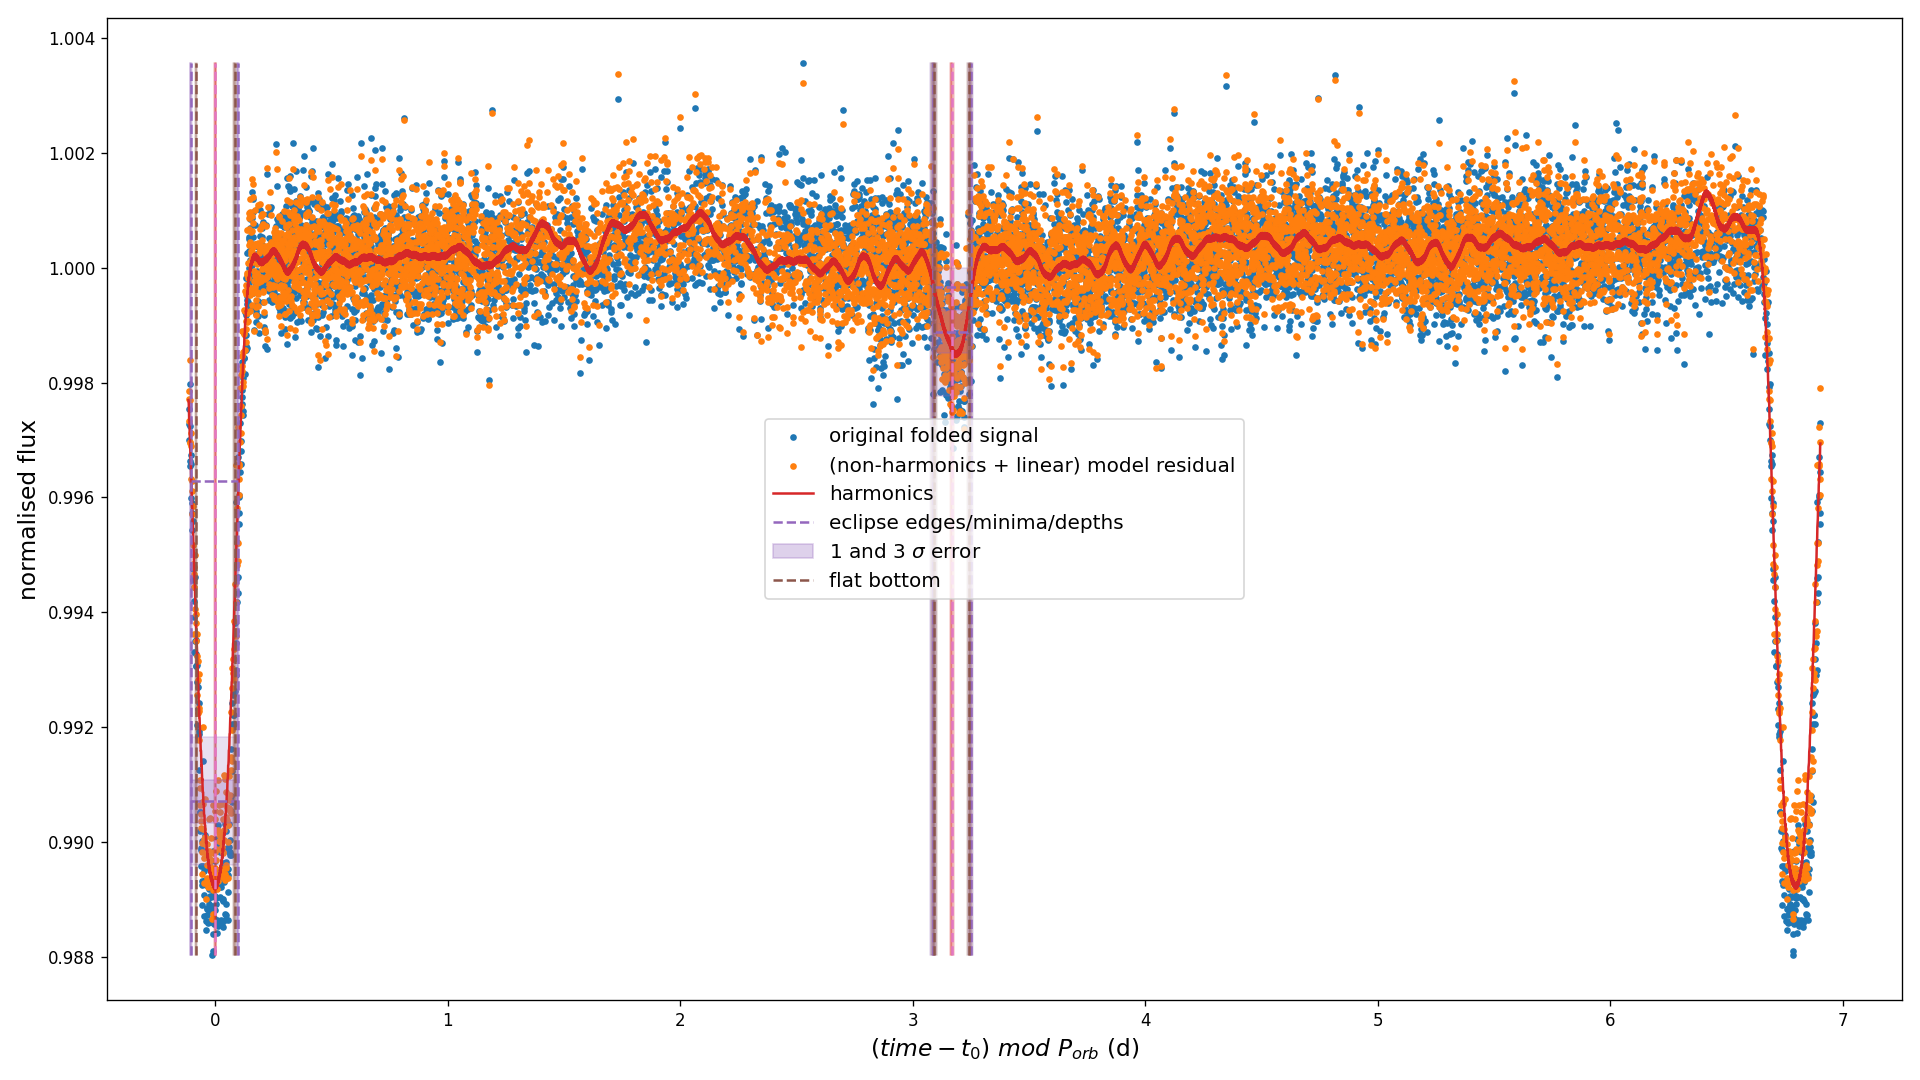 1.004
1.002
1.000
0.998
0.996
0.994
0.992
0.990
0.988
normalised flux
original folded signal
(non-harmonics + linear) model residual
harmonics
eclipse edges/minima/depths
1 and 3 σ error
flat bottom
0 1 2 3 4 5 6 7
(time − t₀) mod Pₒᵣb (d)